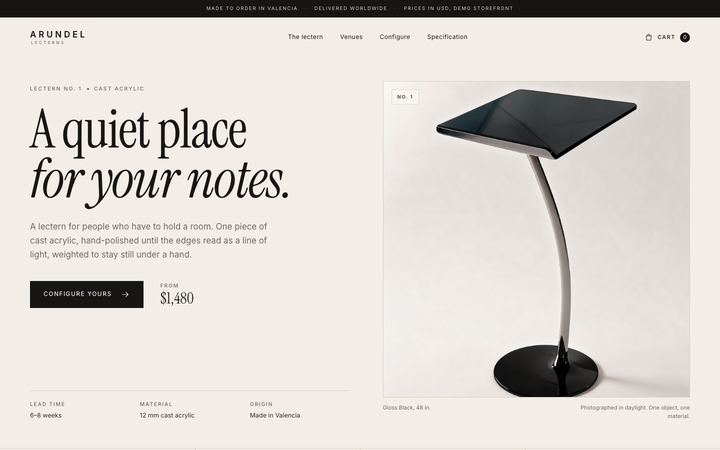 MADE TO ORDER IN VALENCIA · DELIVERED WORLDWIDE · PRICES IN USD, DEMO STOREFRONT
ARUNDEL
LECTERNS
The lectern Venues Configure Specification
CART 0
LECTERN NO. 1 • CAST ACRYLIC
A quiet place
for your notes.
A lectern for people who have to hold a room. One piece of
cast acrylic, hand-polished until the edges read as a line of
light, weighted to stay still under a hand.
CONFIGURE YOURS →
FROM
$1,480
LEAD TIME
6–8 weeks
MATERIAL
12 mm cast acrylic
ORIGIN
Made in Valencia
NO. 1
Gloss Black, 48 in.
Photographed in daylight. One object, one
material.